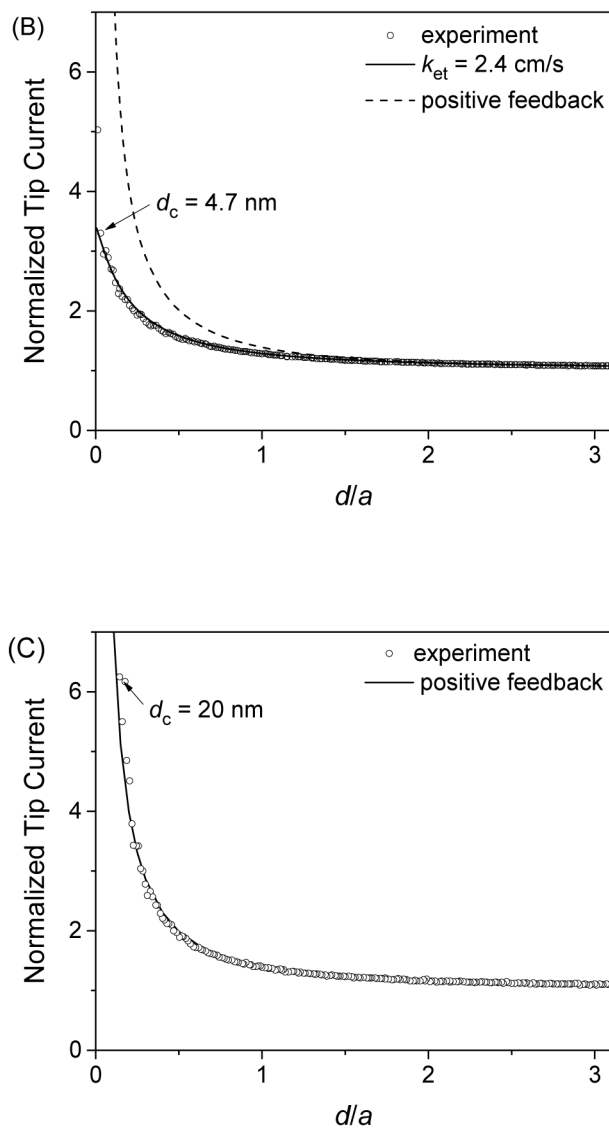 (B)
experiment
k_et = 2.4 cm/s
positive feedback
d_c = 4.7 nm
Normalized Tip Current
6
4
2
0
0 1 2 3
d/a
(C)
experiment
positive feedback
d_c = 20 nm
Normalized Tip Current
6
4
2
0
0 1 2 3
d/a